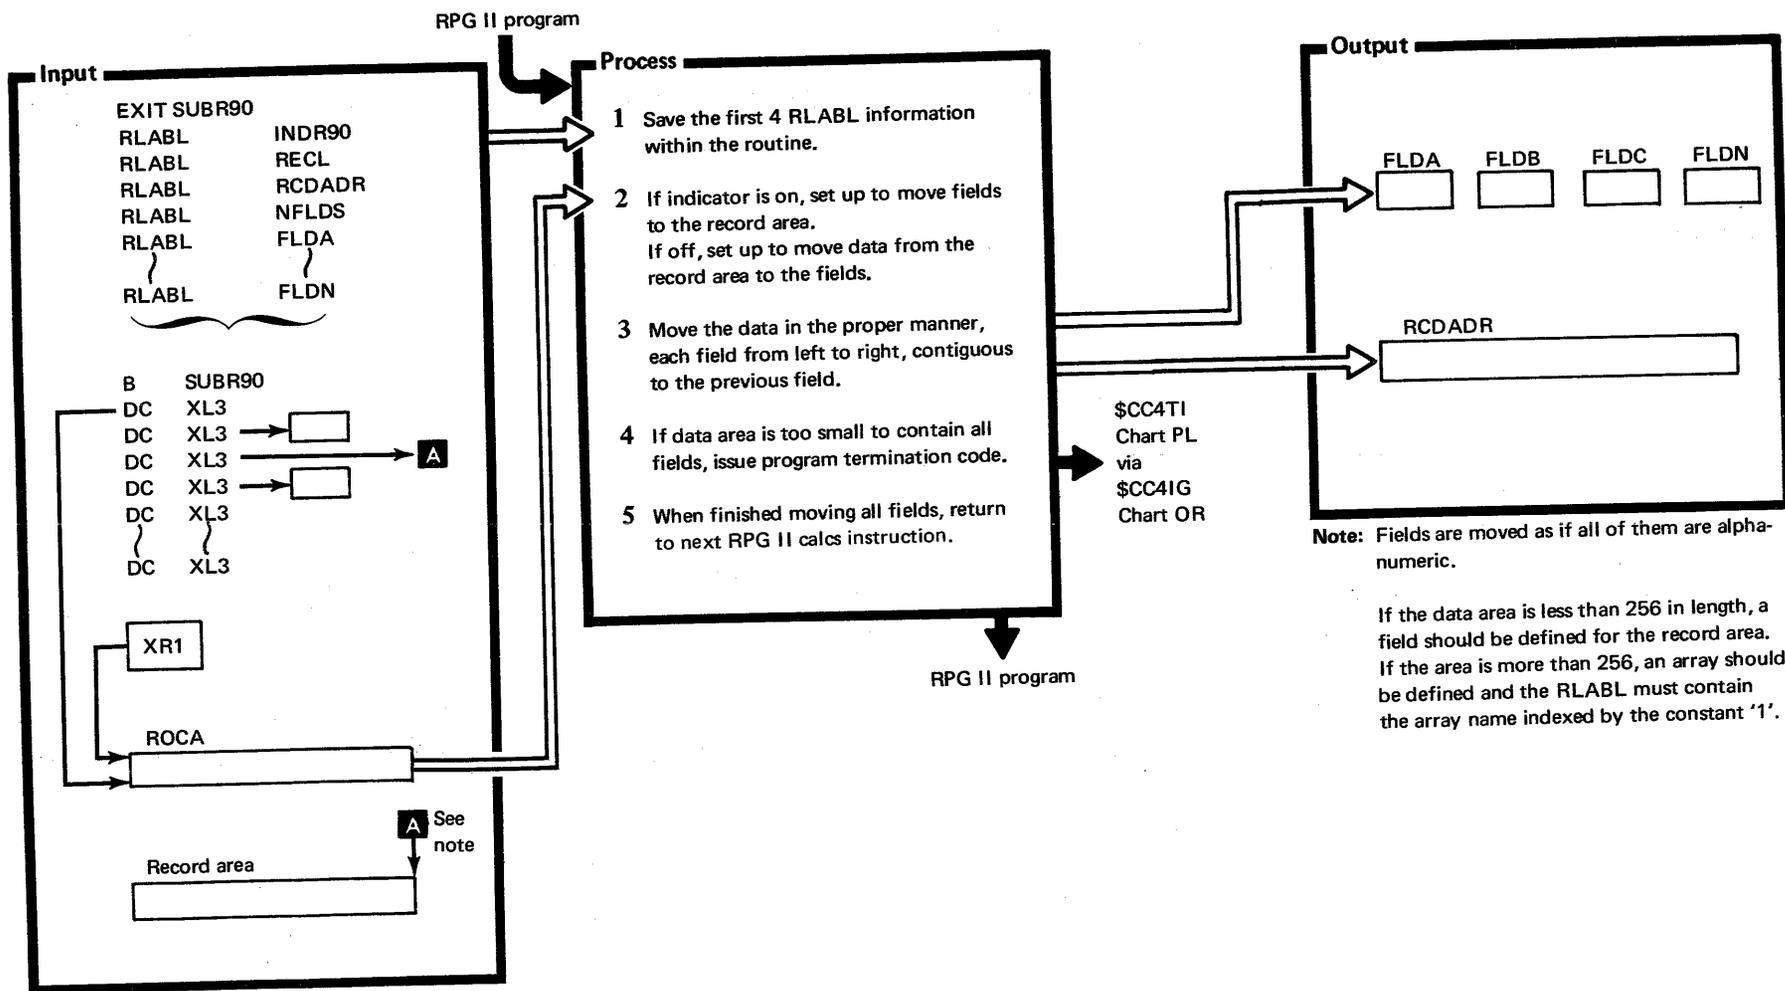 RPG II program
Input
EXIT SUBR90
RLABL INDR90
RLABL RECL
RLABL RCDADR
RLABL NFLDS
RLABL FLDA
RLABL FLDN
B SUBR90
DC XL3
DC XL3
DC XL3
A
DC XL3
DC XL3
DC XL3
XR1
ROCA
A See
note
Record area
Process
1 Save the first 4 RLABL information
within the routine.
2 If indicator is on, set up to move fields
to the record area.
If off, set up to move data from the
record area to the fields.
3 Move the data in the proper manner,
each field from left to right, contiguous
to the previous field.
4 If data area is too small to contain all
fields, issue program termination code.
5 When finished moving all fields, return
to next RPG II calcs instruction.
RPG II program
$CC4TI
Chart PL
via
$CC4IG
Chart OR
Output
FLDA FLDB FLDC FLDN
RCDADR
Note: Fields are moved as if all of them are alpha-
numeric.
If the data area is less than 256 in length, a
field should be defined for the record area.
If the area is more than 256, an array should
be defined and the RLABL must contain
the array name indexed by the constant '1'.